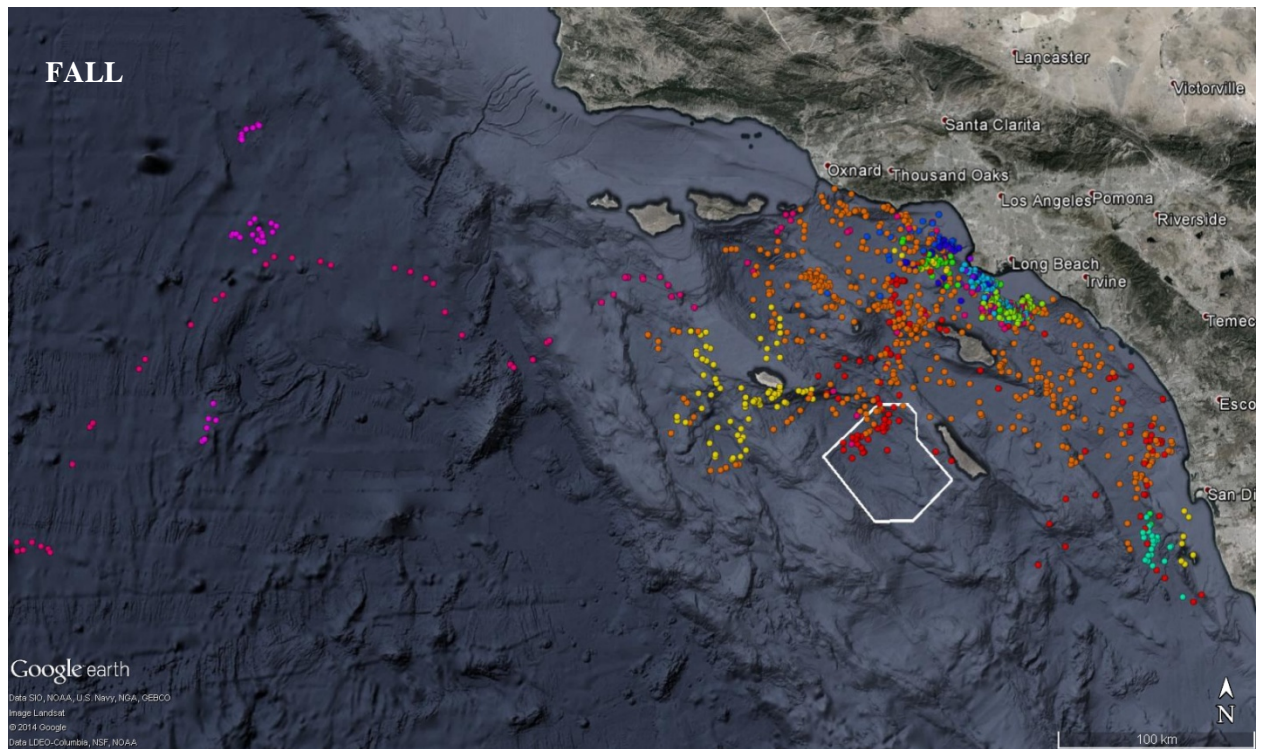 FALL
Lancaster
Victorville
Santa Clarita
Oxnard
Thousand Oaks
Los Angeles
Pomona
Riverside
Long Beach
Irvine
Temec
Esco
San Di
Google earth
Data SIO, NOAA, U.S. Navy, NGA, GEBCO
Image Landsat
© 2014 Google
Data LDEO-Columbia, NSF, NOAA
N
100 km